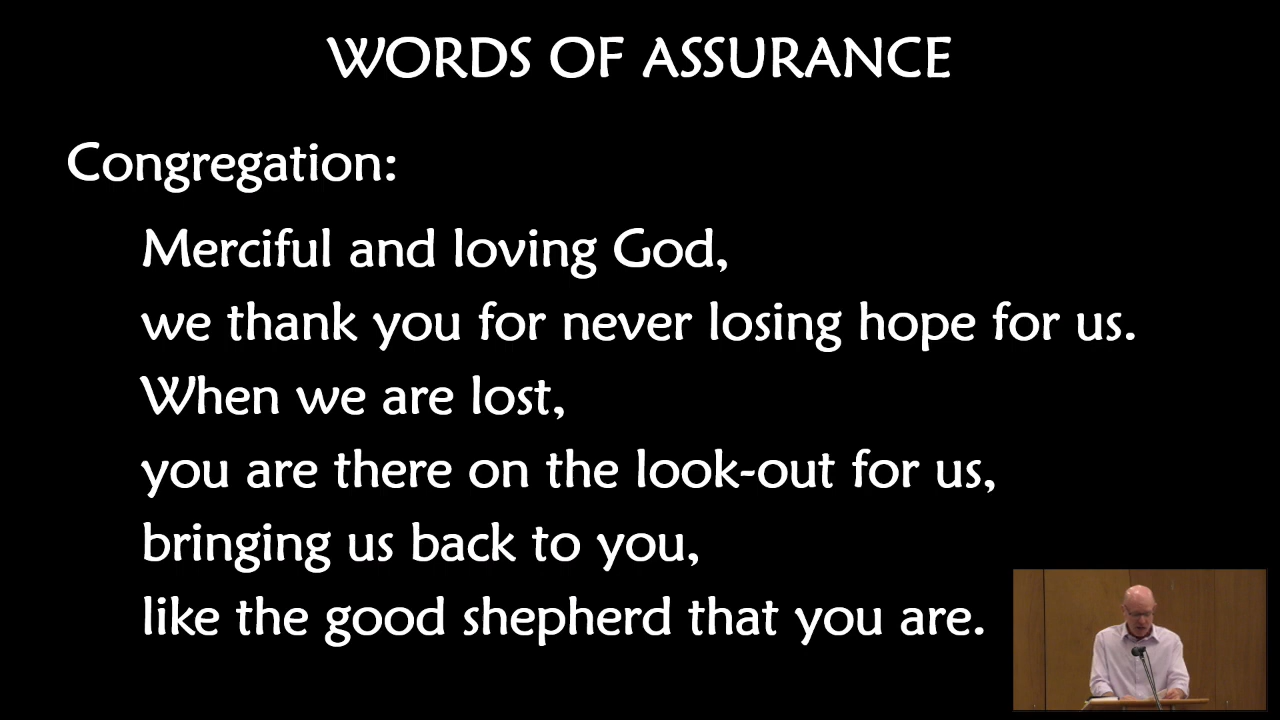 WORDS OF ASSURANCE
Congregation:
Merciful and loving God,
we thank you for never losing hope for us.
When we are lost,
you are there on the look-out for us,
bringing us back to you,
like the good shepherd that you are.